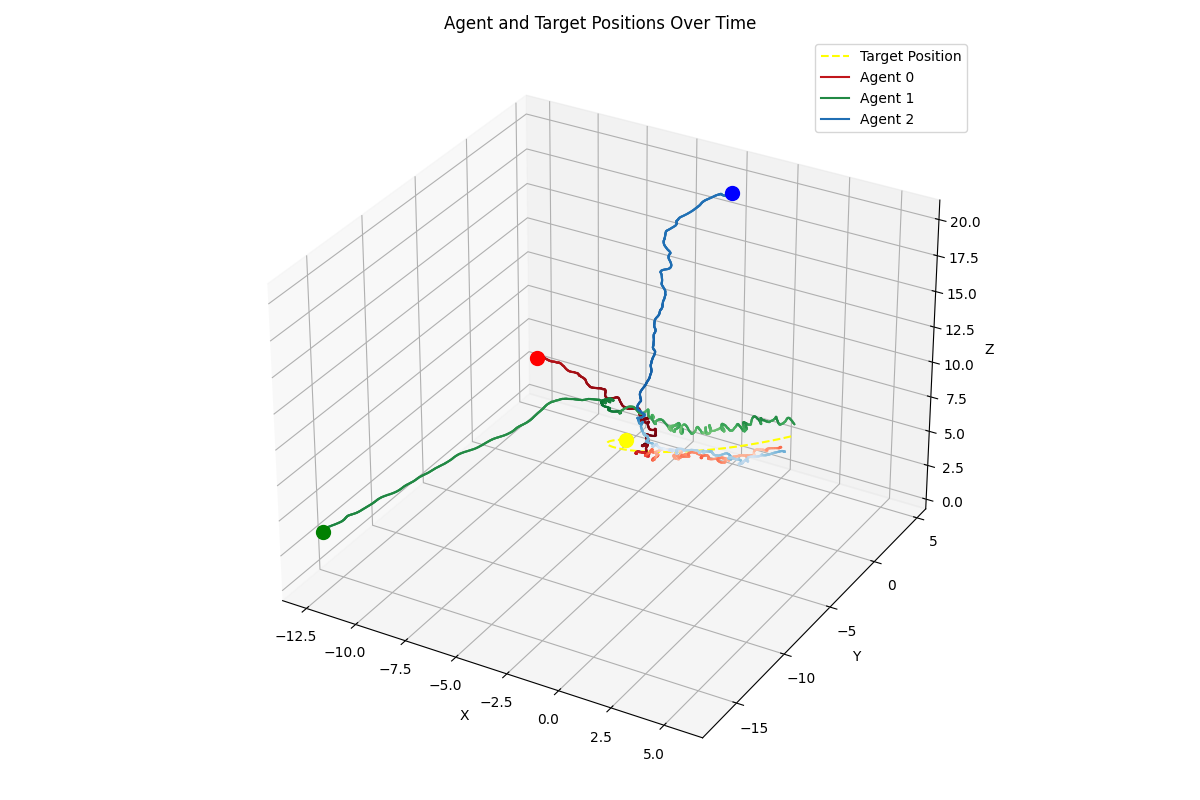 Agent and Target Positions Over Time
Target Position
Agent 0
Agent 1
Agent 2
20.0
17.5
15.0
12.5
10.0
7.5
5.0
2.5
0.0
Z
5
0
−5
−10
−15
Y
−12.5
−10.0
−7.5
−5.0
−2.5
0.0
2.5
5.0
X